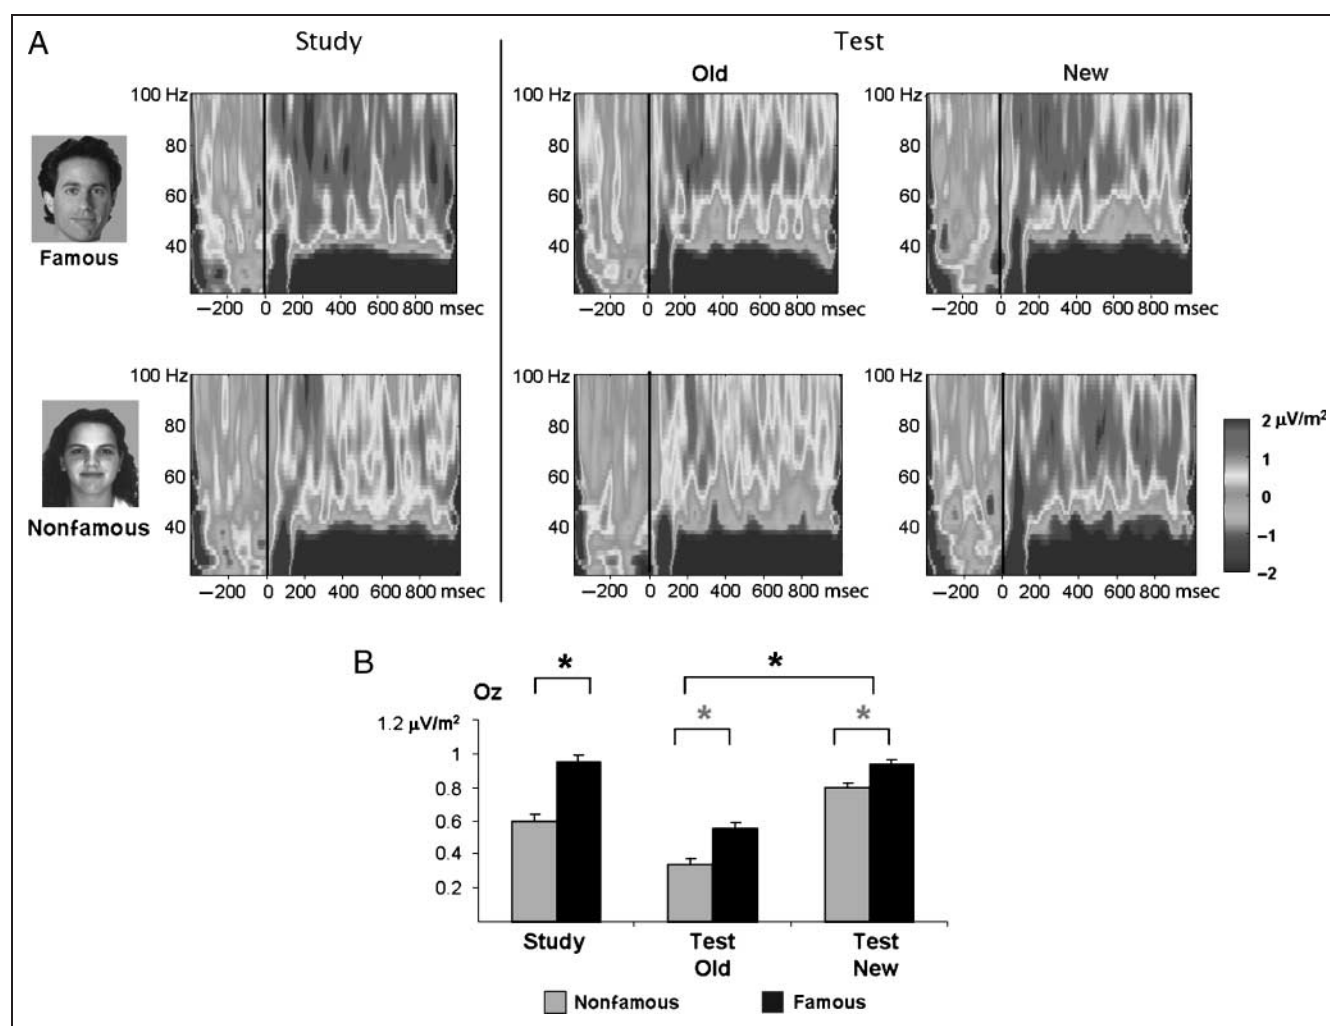 A
Study
Test
Old
New
100 Hz
80
60
40
−200 0 200 400 600 800 msec
100 Hz
80
60
40
−200 0 200 400 600 800 msec
100 Hz
80
60
40
−200 0 200 400 600 800 msec
Famous
100 Hz
80
60
40
−200 0 200 400 600 800 msec
100 Hz
80
60
40
−200 0 200 400 600 800 msec
100 Hz
80
60
40
−200 0 200 400 600 800 msec
Nonfamous
2 μV/m²
1
0
−1
−2
B
Oz
*
*
*
*
1.2 μV/m²
1
0.8
0.6
0.4
0.2
Study
Test Old
Test New
Nonfamous
Famous